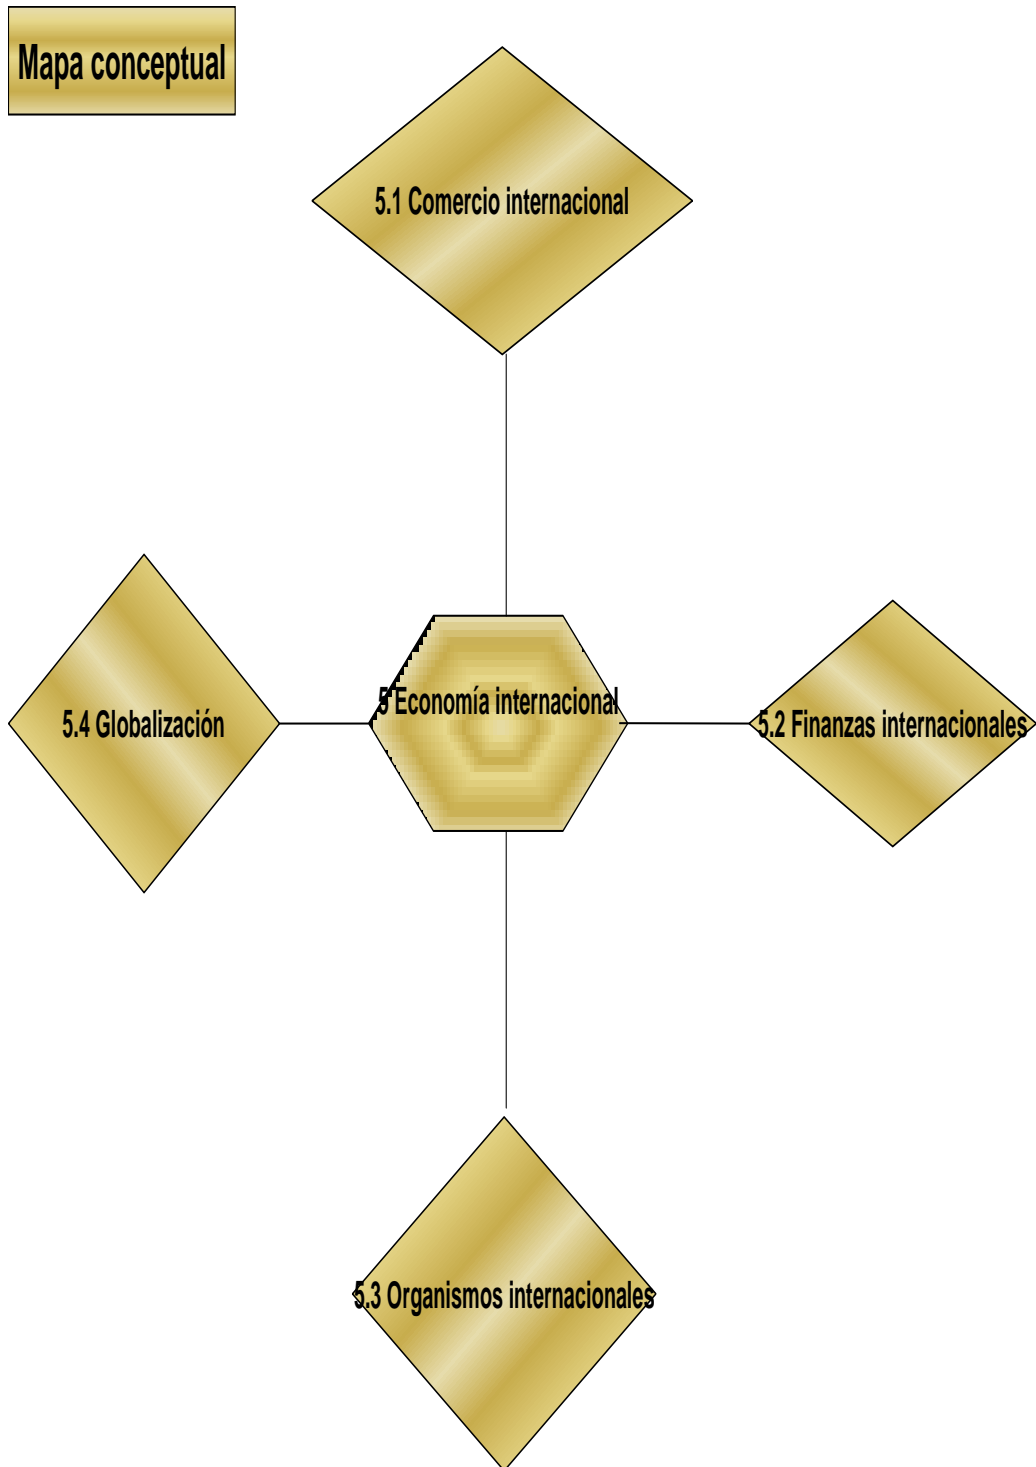 Mapa conceptual
5.1 Comercio internacional
5 Economía internacional
5.4 Globalización
5.2 Finanzas internacionales
5.3 Organismos internacionales